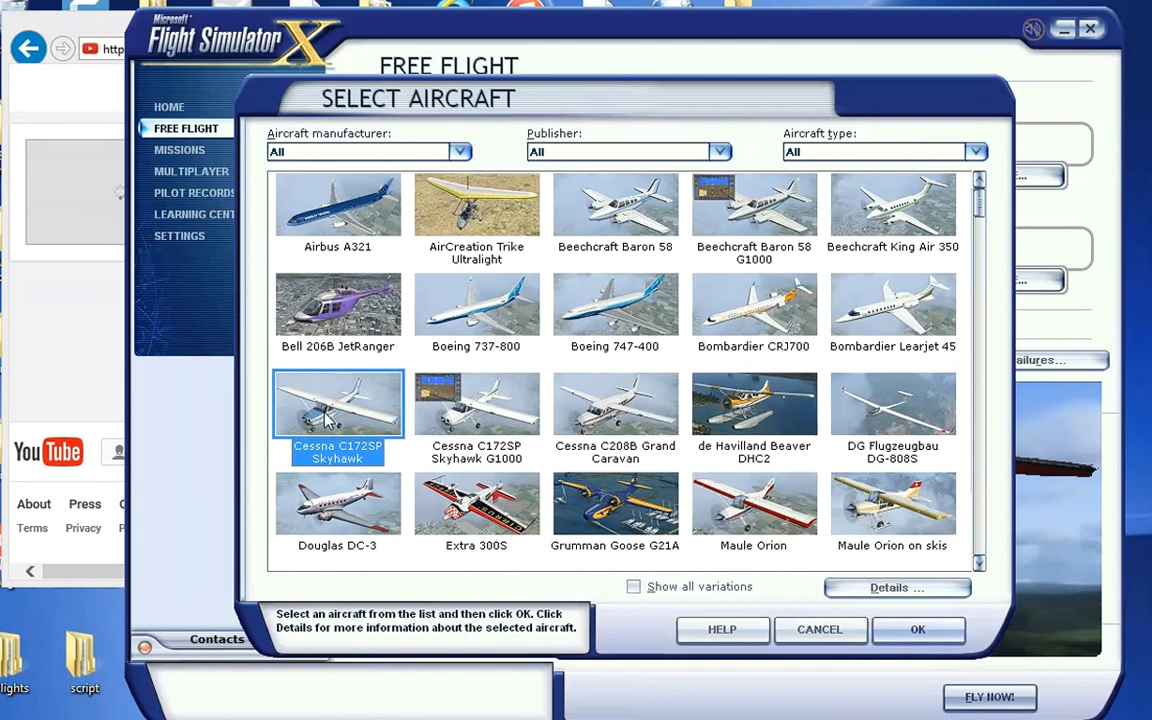 Microsoft
Flight Simulator X
http
FREE FLIGHT
SELECT AIRCRAFT
HOME
FREE FLIGHT
MISSIONS
MULTIPLAYER
PILOT RECORDS
LEARNING CENT
SETTINGS
Aircraft manufacturer:
Publisher:
Aircraft type:
All
All
All
Airbus A321
AirCreation Trike
Ultralight
Beechcraft Baron 58
Beechcraft Baron 58
G1000
Beechcraft King Air 350
Bell 206B JetRanger
Boeing 737-800
Boeing 747-400
Bombardier CRJ700
Bombardier Learjet 45
ailures...
Cessna C172SP
Skyhawk
Cessna C172SP
Skyhawk G1000
Cessna C208B Grand
Caravan
de Havilland Beaver
DHC2
DG Flugzeugbau
DG-808S
Douglas DC-3
Extra 300S
Grumman Goose G21A
Maule Orion
Maule Orion on skis
Show all variations
Details ...
Select an aircraft from the list and then click OK. Click
Details for more information about the selected aircraft.
HELP
CANCEL
OK
Contacts
FLY NOW!
YouTube
About
Press
Terms
Privacy
lights
script